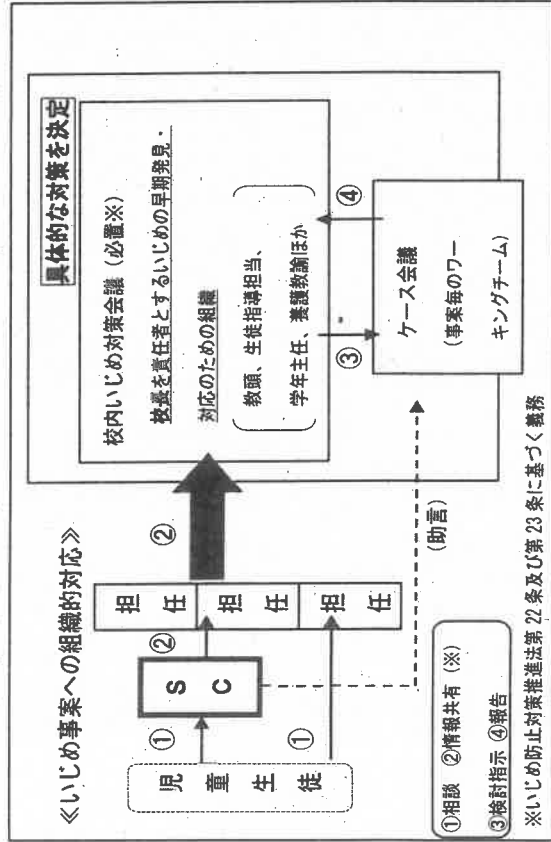 ≪いじめ事案への組織的対応≫
児童生徒
①
①
SC
②
担任
担任
担任
②
具体的な対策を決定
校内いじめ対策会議（必置※）
校長を責任者とするいじめの早期発見・
対応のための組織
教頭、生徒指導担当、
学年主任、養護教諭ほか
③
④
ケース会議
（事案毎のワー
キングチーム）
（助言）
①相談 ②情報共有（※）
③検討指示 ④報告
※いじめ防止対策推進法第22条及び第23条に基づく義務